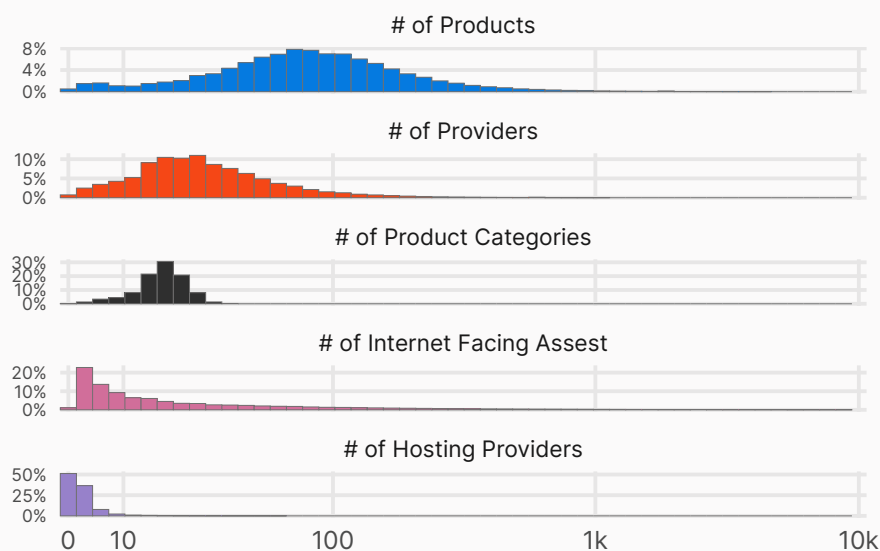 # of Products
8%
4%
0%
# of Providers
10%
5%
0%
# of Product Categories
30%
20%
10%
0%
# of Internet Facing Assest
20%
10%
0%
# of Hosting Providers
50%
25%
0%
0 10 100 1k 10k